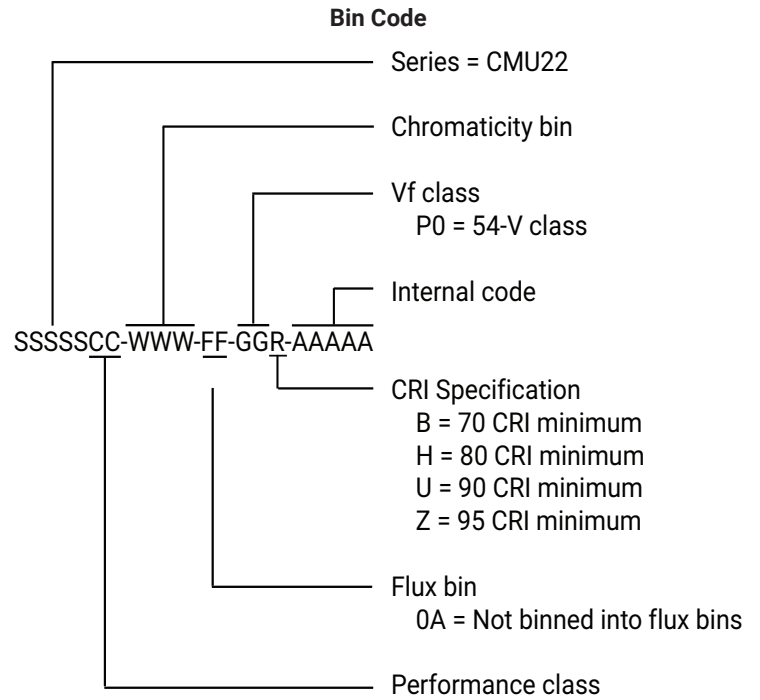 Bin Code
Series = CMU22
Chromaticity bin
Vf class
P0 = 54-V class
Internal code
SSSSSCC-WWW-FF-GGR-AAAAA
CRI Specification
B = 70 CRI minimum
H = 80 CRI minimum
U = 90 CRI minimum
Z = 95 CRI minimum
Flux bin
0A = Not binned into flux bins
Performance class